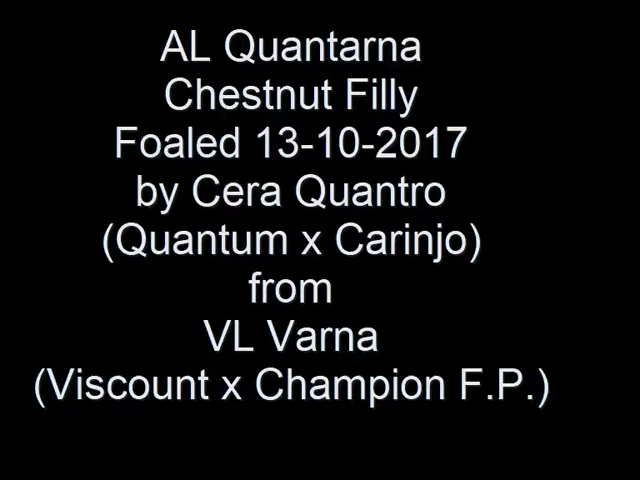 AL Quantarna
Chestnut Filly
Foaled 13-10-2017
by Cera Quantro
(Quantum x Carinjo)
from
VL Varna
(Viscount x Champion F.P.)